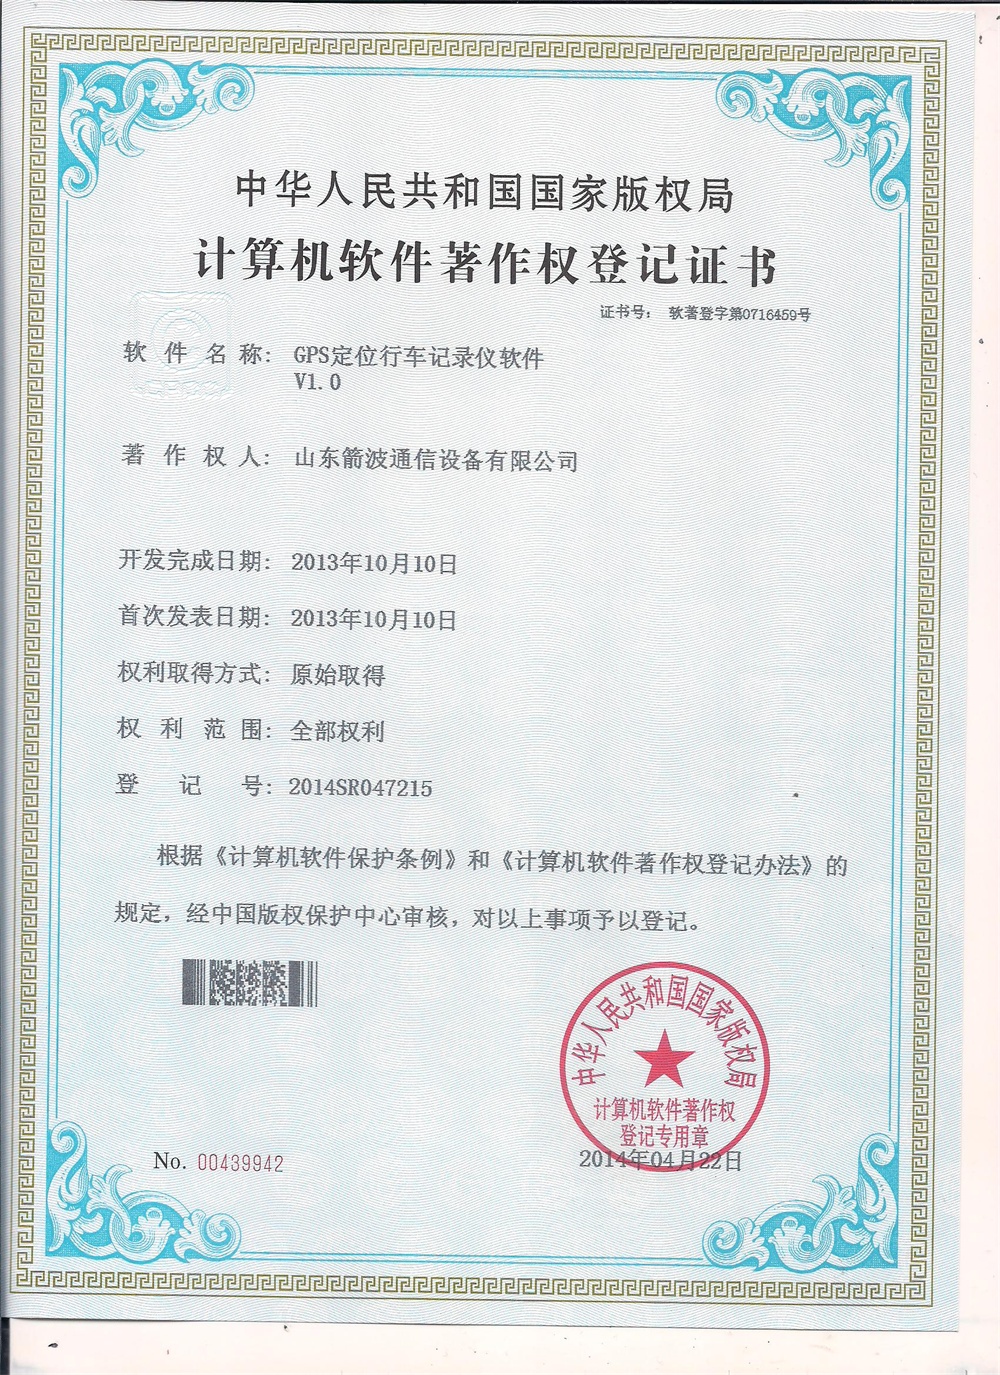 中华人民共和国国家版权局
计算机软件著作权登记证书
证书号： 软著登字第0716459号
软件名称： GPS定位行车记录仪软件
V1.0
著作权人： 山东箭波通信设备有限公司
开发完成日期： 2013年10月10日
首次发表日期： 2013年10月10日
权利取得方式： 原始取得
权利范围： 全部权利
登记号： 2014SR047215
根据《计算机软件保护条例》和《计算机软件著作权登记办法》的
规定，经中国版权保护中心审核，对以上事项予以登记。
中华人民共和国国家版权局
计算机软件著作权
登记专用章
No. 00439942
2014年04月22日